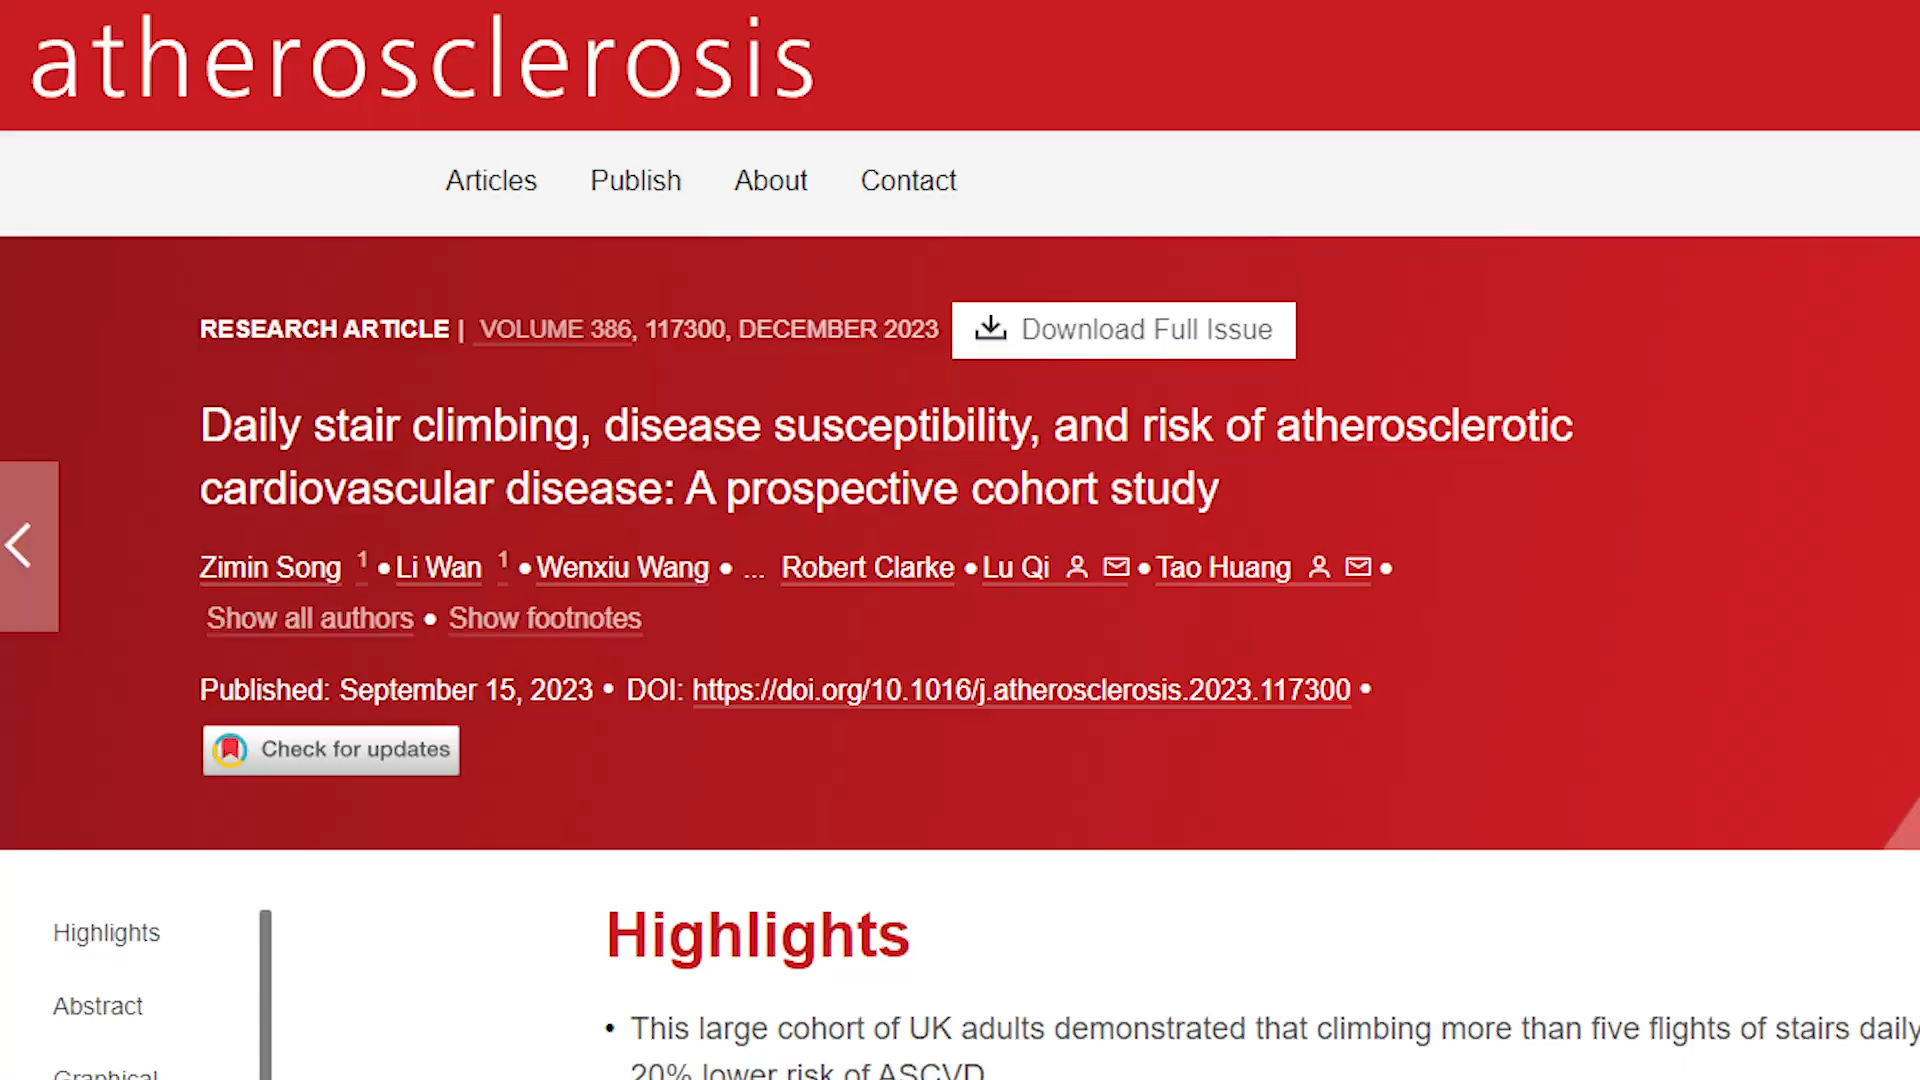 atherosclerosis
Articles Publish About Contact
RESEARCH ARTICLE | VOLUME 386, 117300, DECEMBER 2023 Download Full Issue
Daily stair climbing, disease susceptibility, and risk of atherosclerotic
cardiovascular disease: A prospective cohort study
Zimin Song 1 • Li Wan 1 • Wenxiu Wang • ... Robert Clarke • Lu Qi • Tao Huang •
Show all authors • Show footnotes
Published: September 15, 2023 • DOI: https://doi.org/10.1016/j.atherosclerosis.2023.117300 •
Check for updates
Highlights
Highlights
Abstract
• This large cohort of UK adults demonstrated that climbing more than five flights of stairs daily
Graphical
20% lower risk of ASCVD